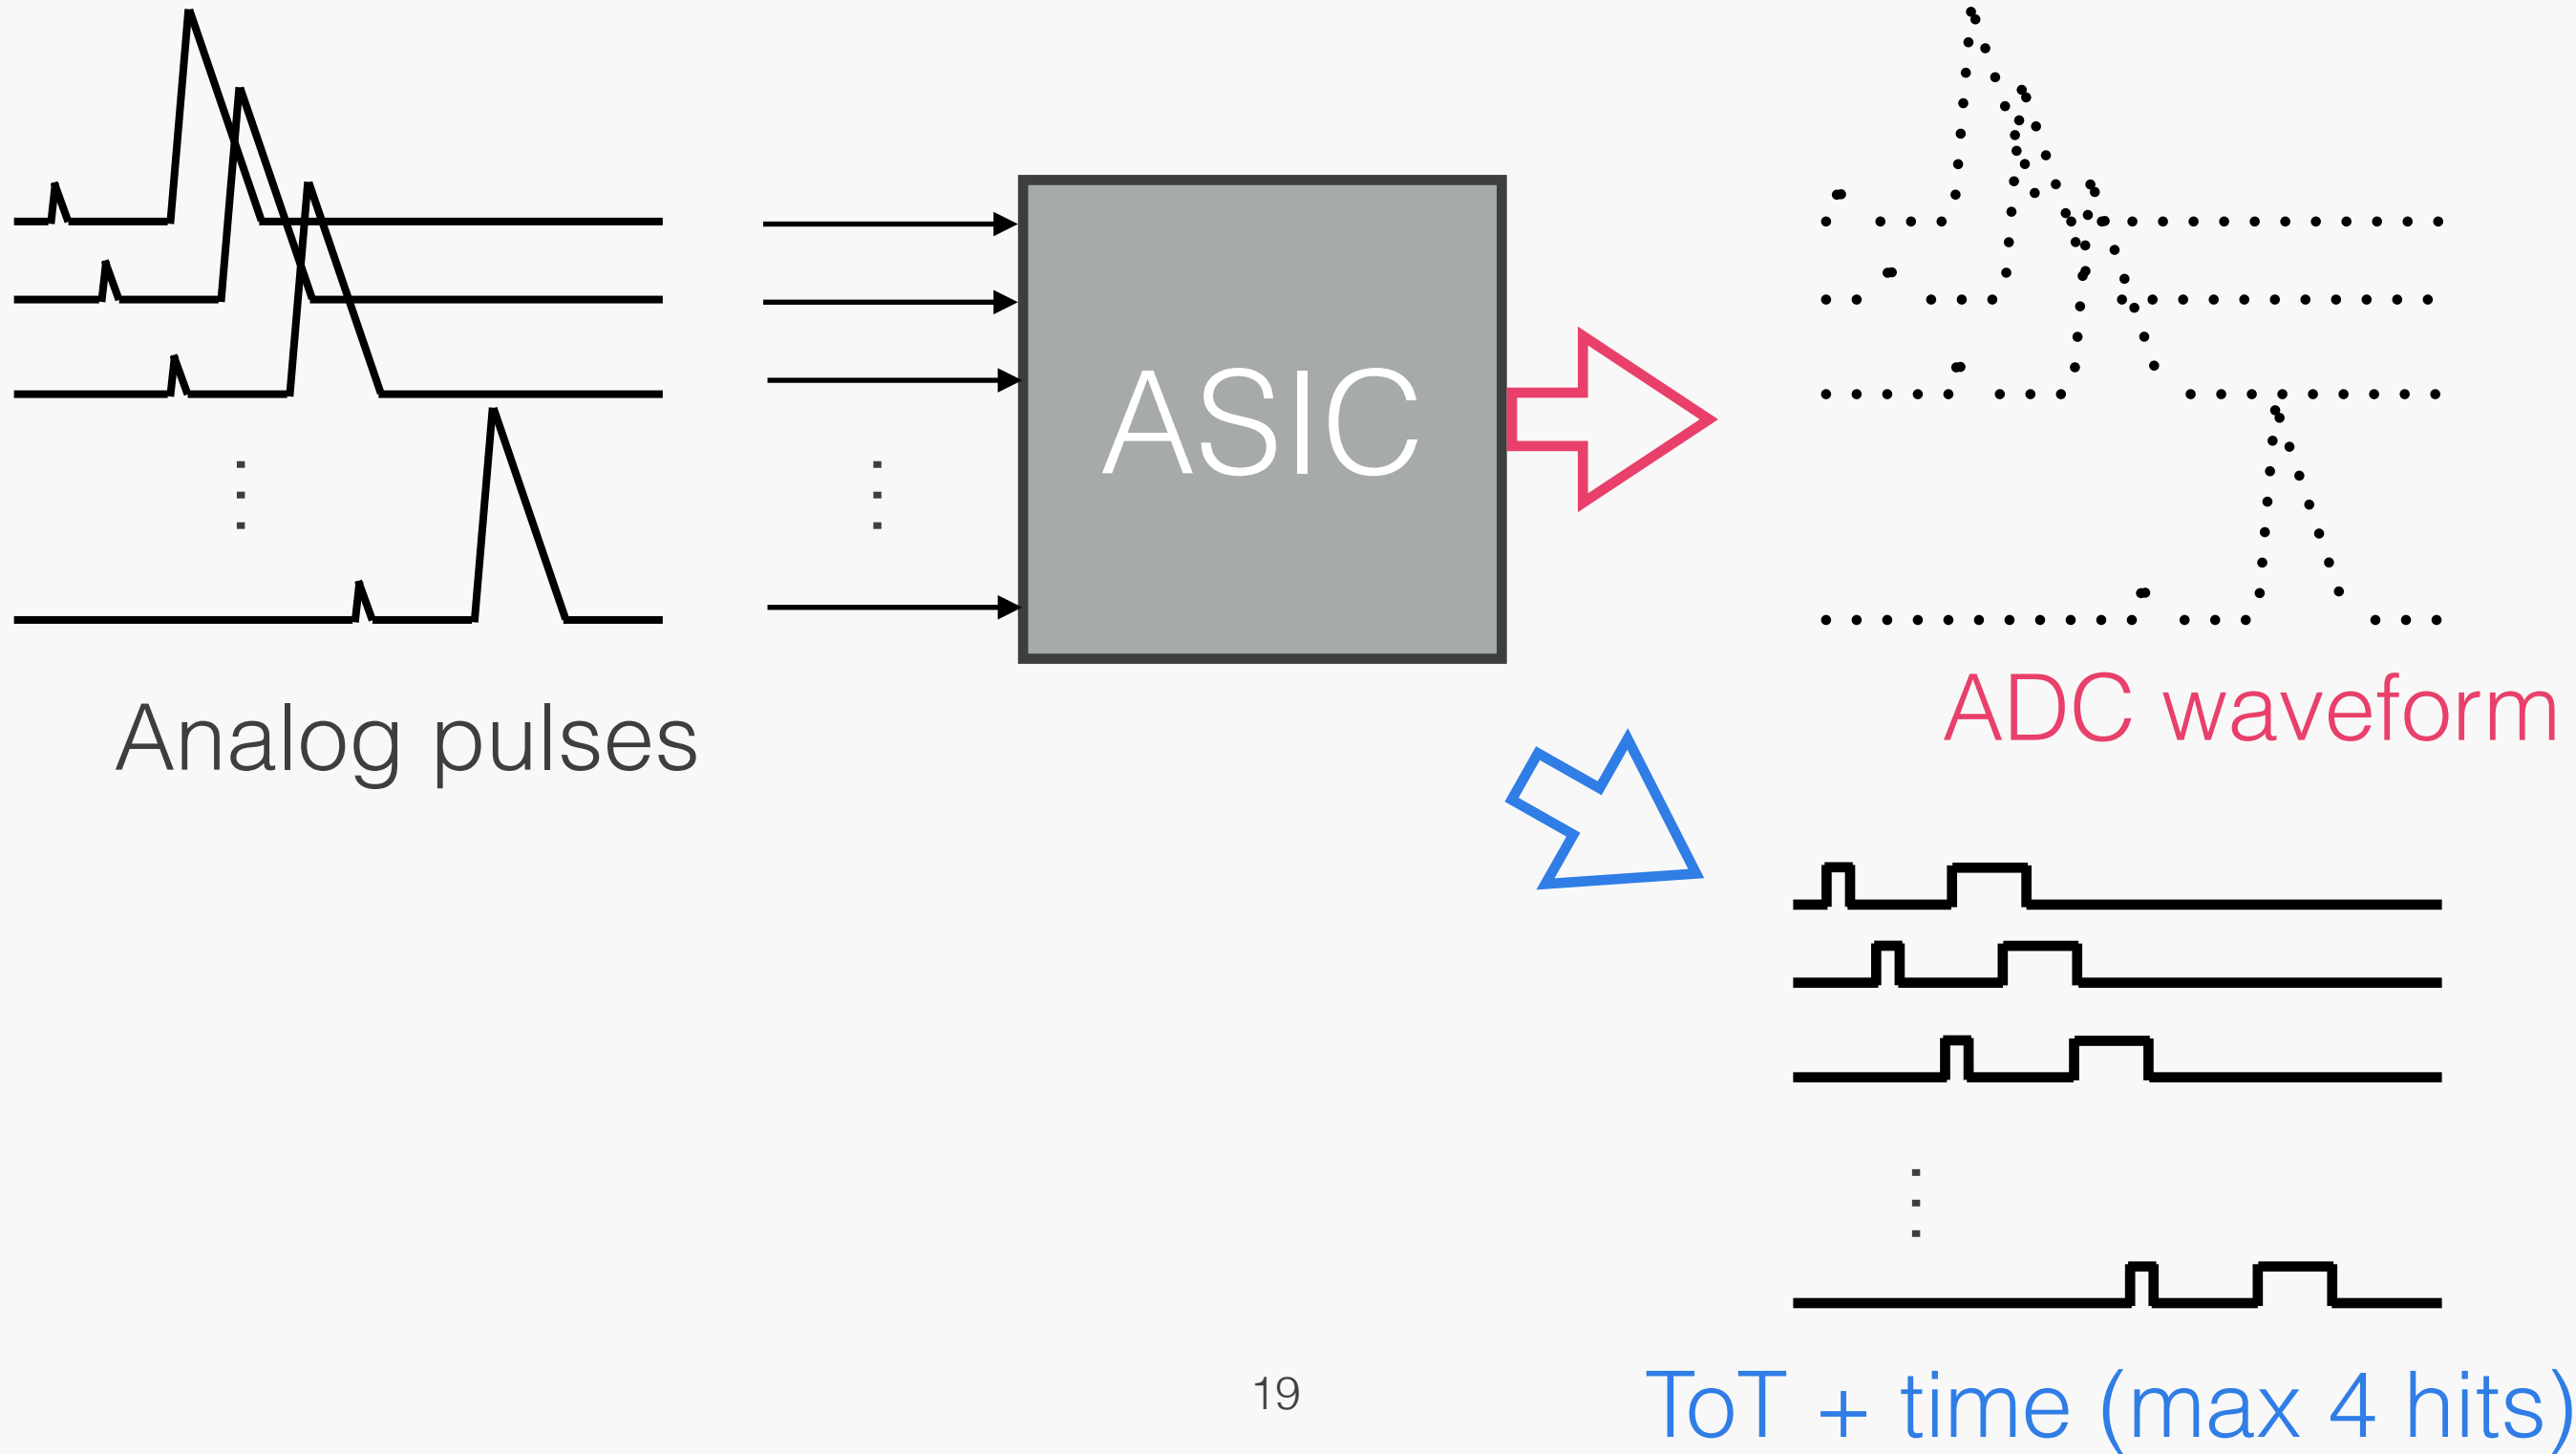 ASIC
Analog pulses
ADC waveform
ToT + time (max 4 hits)
19